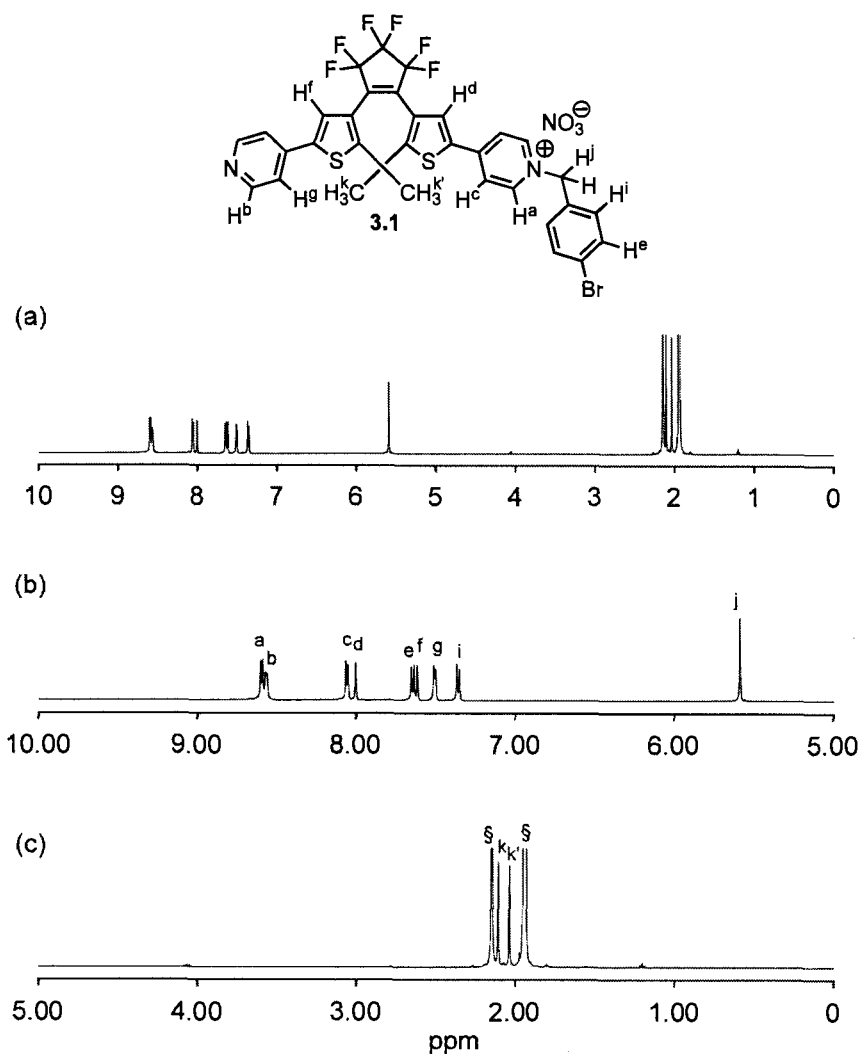 F F F F F F
H^f H^d
NO3^⊖
⊕ H^j
N S S N H
H^g H3^kC CH3^k' H^c H^i
H^b 3.1 H^a
H^e
Br
(a)
10 9 8 7 6 5 4 3 2 1 0
(b)
a b c d e f g i j
10.00 9.00 8.00 7.00 6.00 5.00
(c)
§ k k' §
5.00 4.00 3.00 2.00 1.00 0
ppm